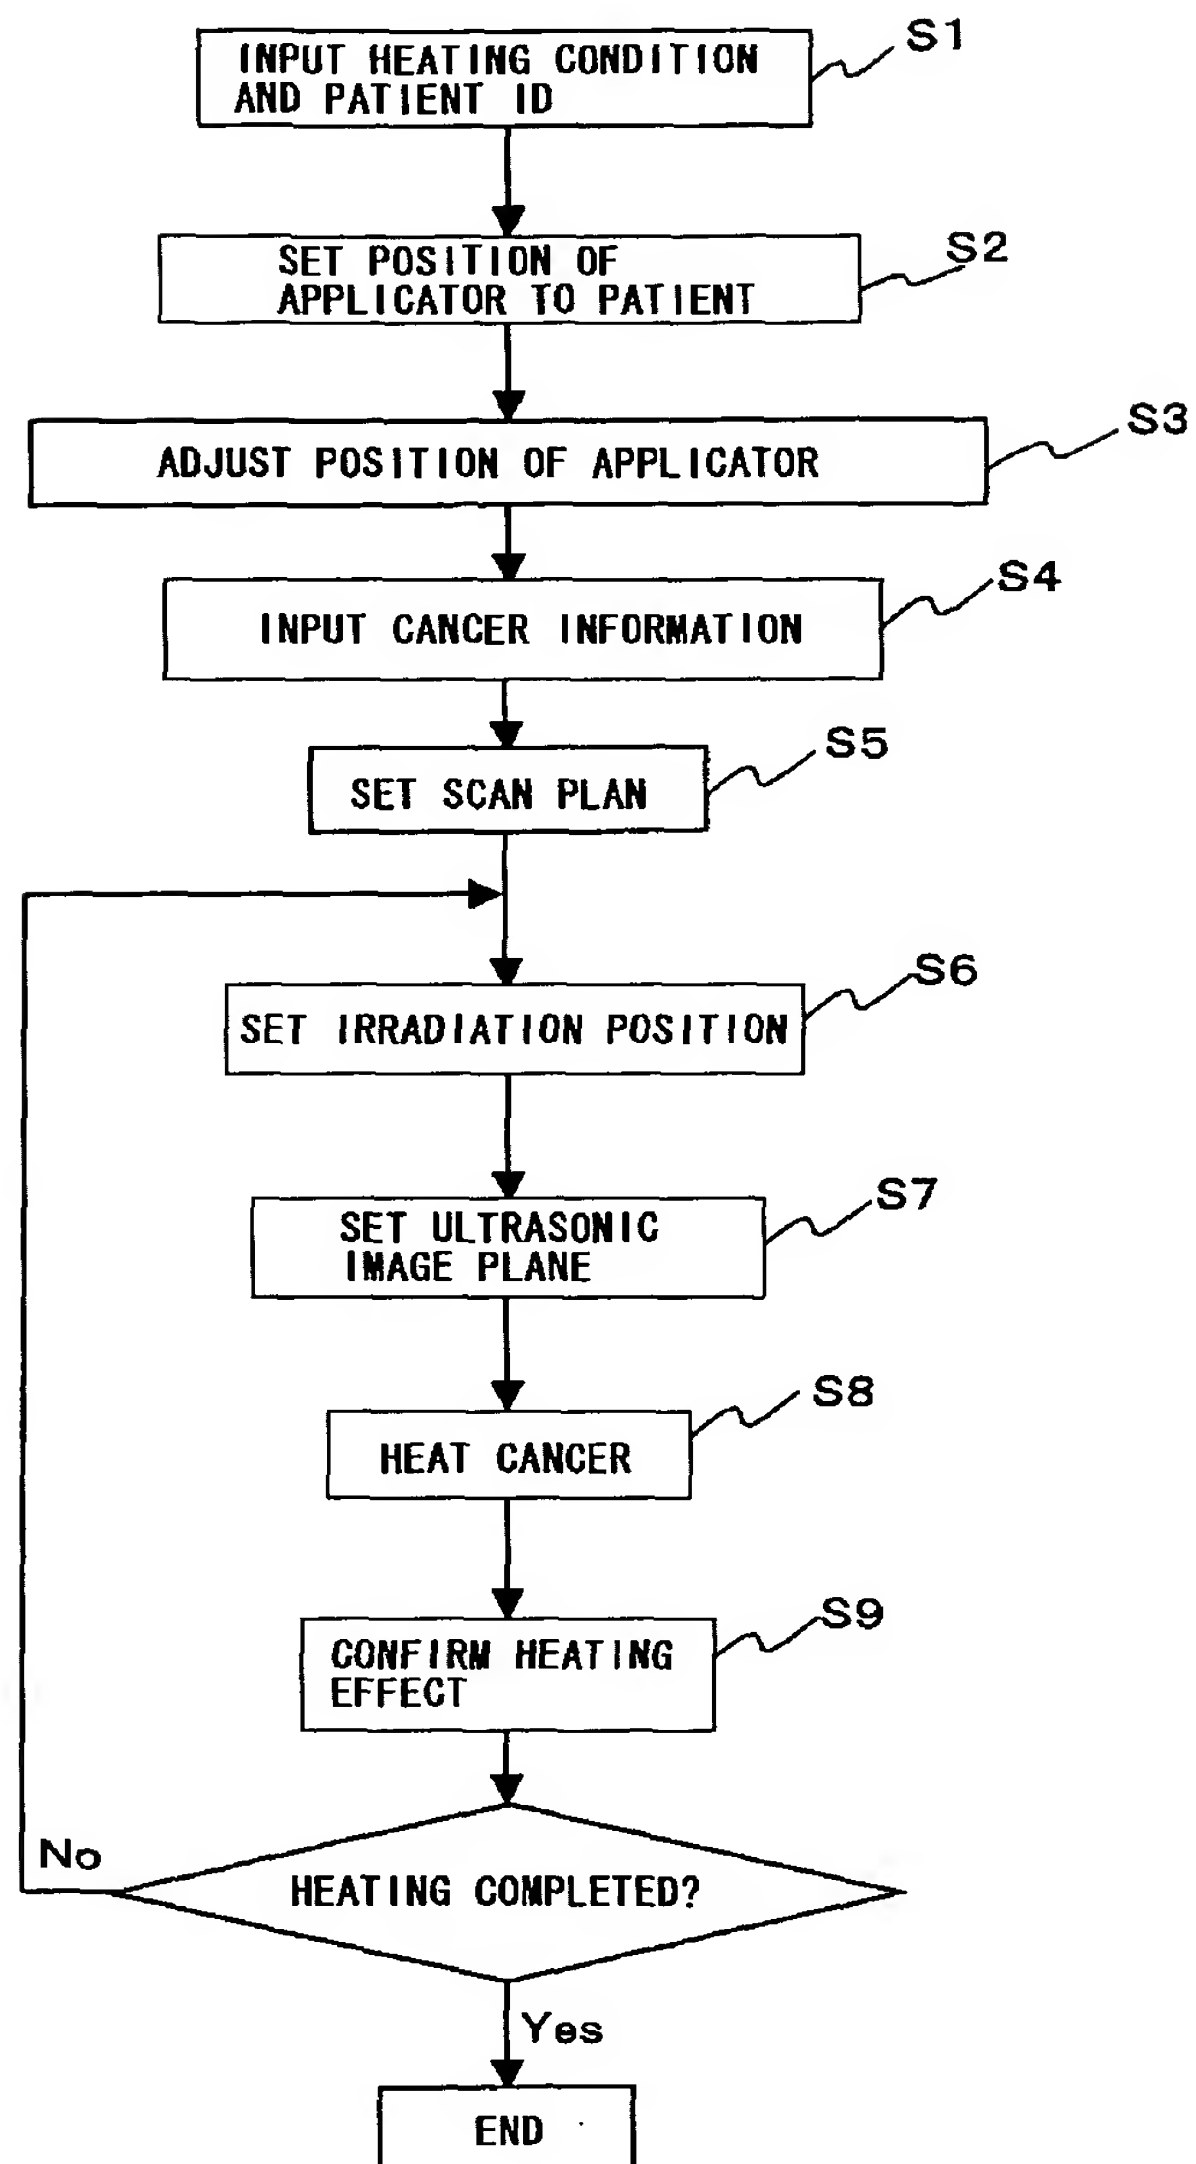 S1
INPUT HEATING CONDITION
AND PATIENT ID
S2
SET POSITION OF
APPLICATOR TO PATIENT
S3
ADJUST POSITION OF APPLICATOR
S4
INPUT CANCER INFORMATION
S5
SET SCAN PLAN
S6
SET IRRADIATION POSITION
S7
SET ULTRASONIC
IMAGE PLANE
S8
HEAT CANCER
S9
CONFIRM HEATING
EFFECT
No
HEATING COMPLETED?
Yes
END